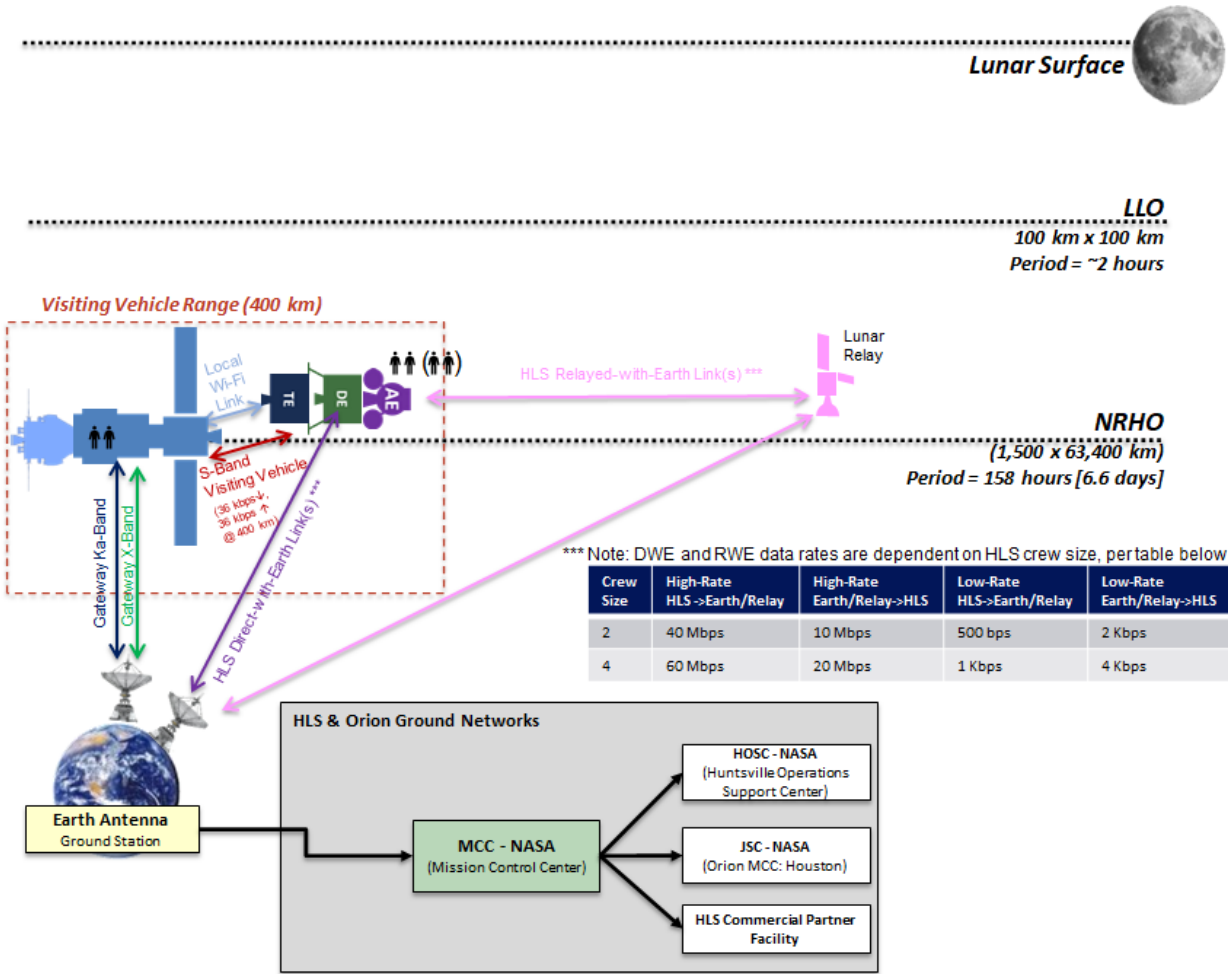 Lunar Surface
LLO
100 km x 100 km
Period = ~2 hours
Visiting Vehicle Range (400 km)
Lunar
Relay
Local
Wi-Fi
Link
TE
DE
AE
( )
HLS Relayed-with-Earth Link(s) ***
NRHO
(1,500 x 63,400 km)
Period = 158 hours [6.6 days]
S-Band
Visiting Vehicle
(36 kbps↓,
36 kbps ↑
@ 400 km)
Gateway Ka-Band
Gateway X-Band
HLS Direct-with-Earth Link(s) ***
*** Note: DWE and RWE data rates are dependent on HLS crew size, per table below
Crew Size High-Rate HLS ->Earth/Relay High-Rate Earth/Relay->HLS Low-Rate HLS->Earth/Relay Low-Rate Earth/Relay->HLS
2 40 Mbps 10 Mbps 500 bps 2 Kbps
4 60 Mbps 20 Mbps 1 Kbps 4 Kbps
HLS & Orion Ground Networks
HOSC - NASA
(Huntsville Operations
Support Center)
Earth Antenna
Ground Station
MCC - NASA
(Mission Control Center)
JSC - NASA
(Orion MCC: Houston)
HLS Commercial Partner
Facility